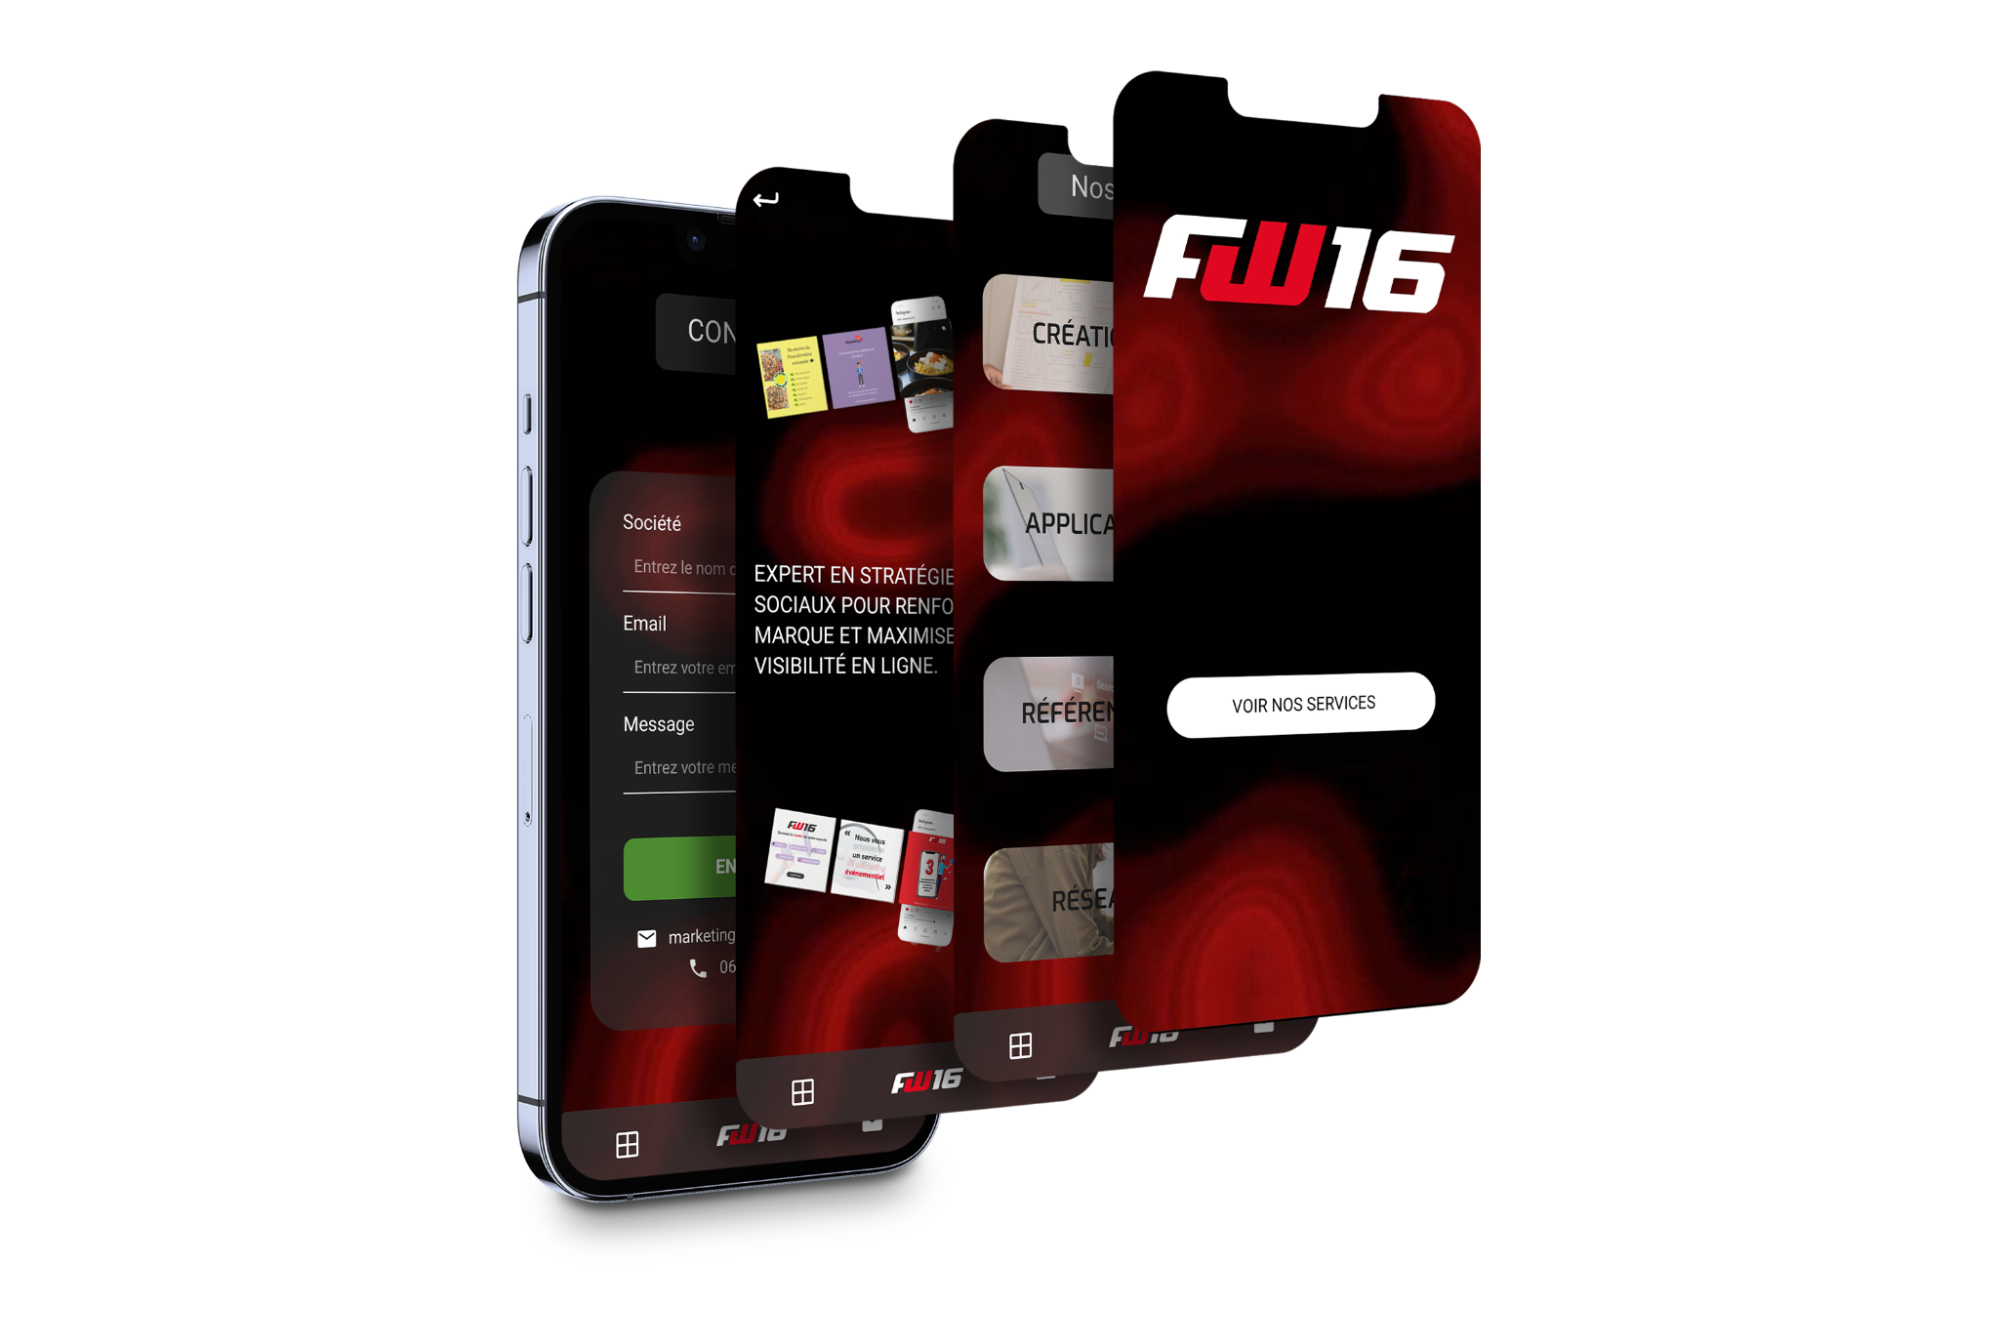 CON
Société
Entrez le nom d
Email
Entrez votre em
Message
Entrez votre me
EN
marketing
06
FW16
EXPERT EN STRATÉGIE
SOCIAUX POUR RENFO
MARQUE ET MAXIMISE
VISIBILITÉ EN LIGNE.
FW16
Nous vous
un service
événementiel
3
FW16
Nos
CRÉATIO
APPLICA
RÉFÉREN
RÉSEA
FW16
FW16
VOIR NOS SERVICES